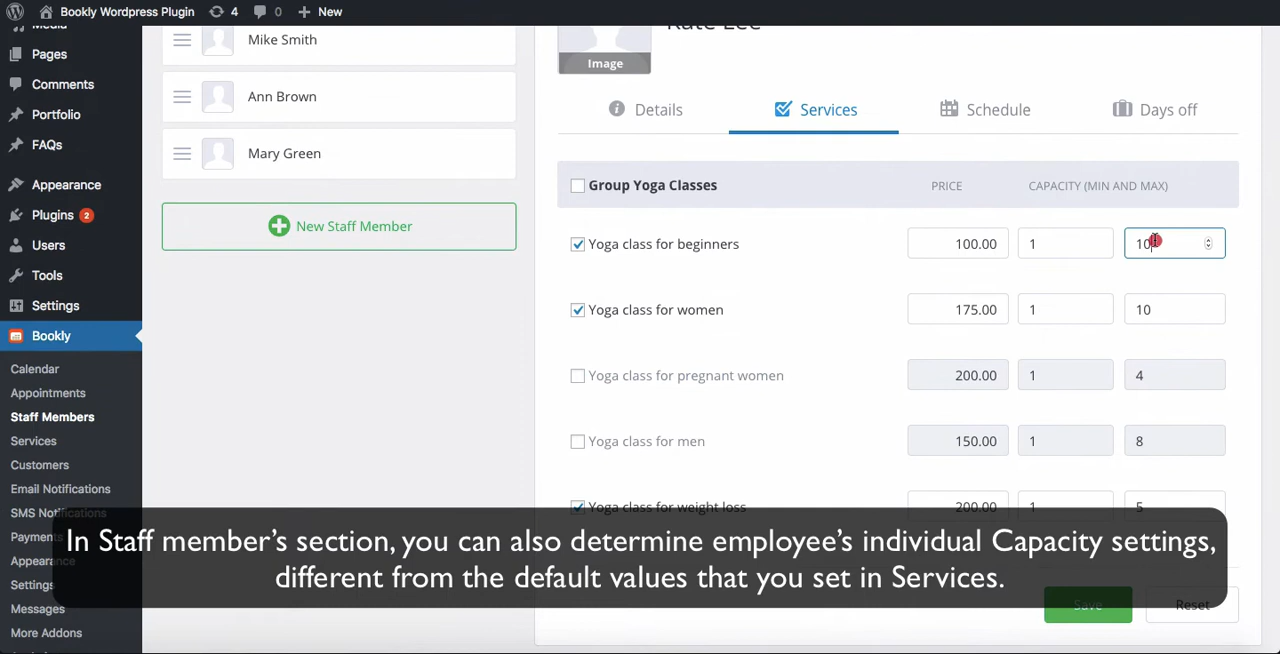 Bookly Wordpress Plugin 4 0 New
Media
Pages
Comments
Portfolio
FAQs
Appearance
Plugins 2
Users
Tools
Settings
Bookly
Calendar
Appointments
Staff Members
Services
Customers
Email Notifications
SMS Notifications
Payments
Appearance
Settings
Messages
More Addons
Mike Smith
Ann Brown
Mary Green
New Staff Member
Kate Lee
Image
Details Services Schedule Days off
Group Yoga Classes PRICE CAPACITY (MIN AND MAX)
Yoga class for beginners 100.00 1 10
Yoga class for women 175.00 1 10
Yoga class for pregnant women 200.00 1 4
Yoga class for men 150.00 1 8
Yoga class for weight loss 200.00 1 5
In Staff member's section, you can also determine employee's individual Capacity settings,
different from the default values that you set in Services.
Save Reset